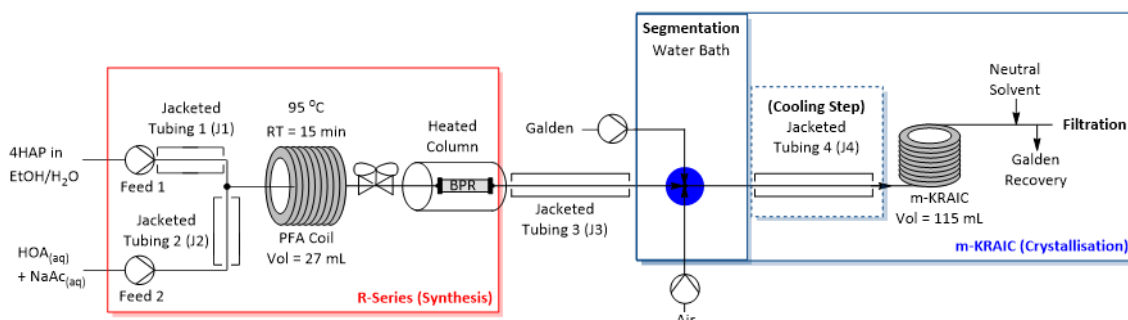 Segmentation
Water Bath
Jacketed
Tubing 1 (J1)
95 °C
RT = 15 min
Heated
Column
Galden
(Cooling Step)
Jacketed
Tubing 4 (J4)
Neutral
Solvent
Filtration
4HAP in
EtOH/H2O
Feed 1
BPR
Galden
Recovery
Jacketed
Tubing 2 (J2)
PFA Coil
Vol = 27 mL
Jacketed
Tubing 3 (J3)
m-KRAIC
Vol = 115 mL
HOA(aq)
+ NaAc(aq)
Feed 2
R-Series (Synthesis)
m-KRAIC (Crystallisation)
Air